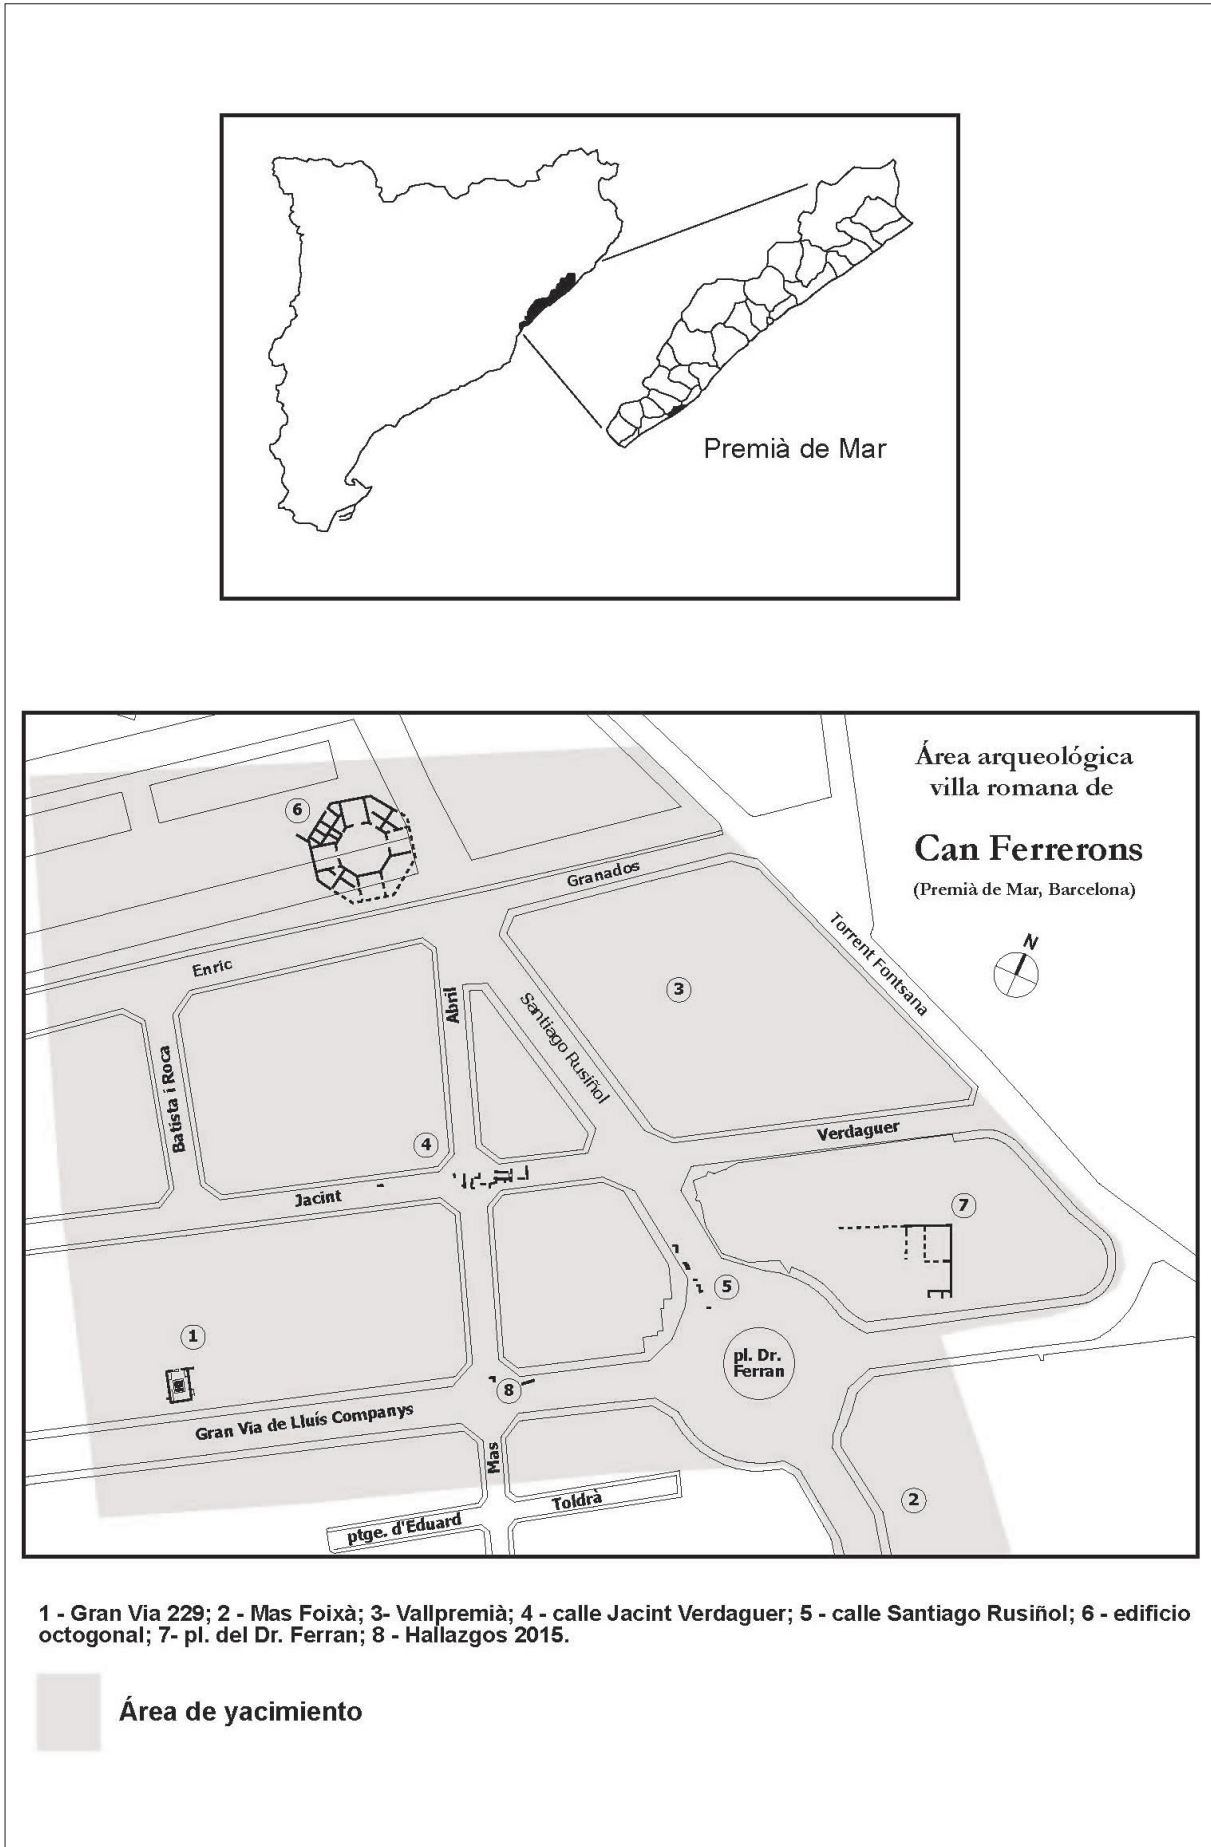 Premià de Mar
Área arqueológica
villa romana de
Can Ferrerons
(Premià de Mar, Barcelona)
N
6
Granados
Torrent Fontsana
Enric
3
Abril
Santiago Rusiñol
Batista i Roca
4
Verdaguer
Jacint
7
5
1
pl. Dr.
Ferran
8
Gran Via de Lluís Companys
Mas
2
Toldrà
ptge. d'Eduard
1 - Gran Via 229; 2 - Mas Foixà; 3- Vallpremià; 4 - calle Jacint Verdaguer; 5 - calle Santiago Rusiñol; 6 - edificio
octogonal; 7- pl. del Dr. Ferran; 8 - Hallazgos 2015.
Área de yacimiento